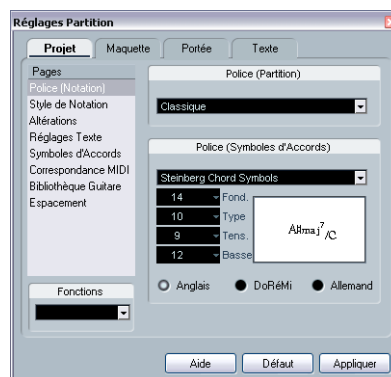 Réglages Partition
Projet
Maquette
Portée
Texte
Pages
Police (Notation)
Style de Notation
Altérations
Réglages Texte
Symboles d'Accords
Correspondance MIDI
Bibliothèque Guitare
Espacement
Fonctions
Police (Partition)
Classique
Police (Symboles d'Accords)
Steinberg Chord Symbols
14 Fond.
10 Type
9 Tens.
12 Basse
A#maj7/C
Anglais
DoRéMi
Allemand
Aide
Défaut
Appliquer